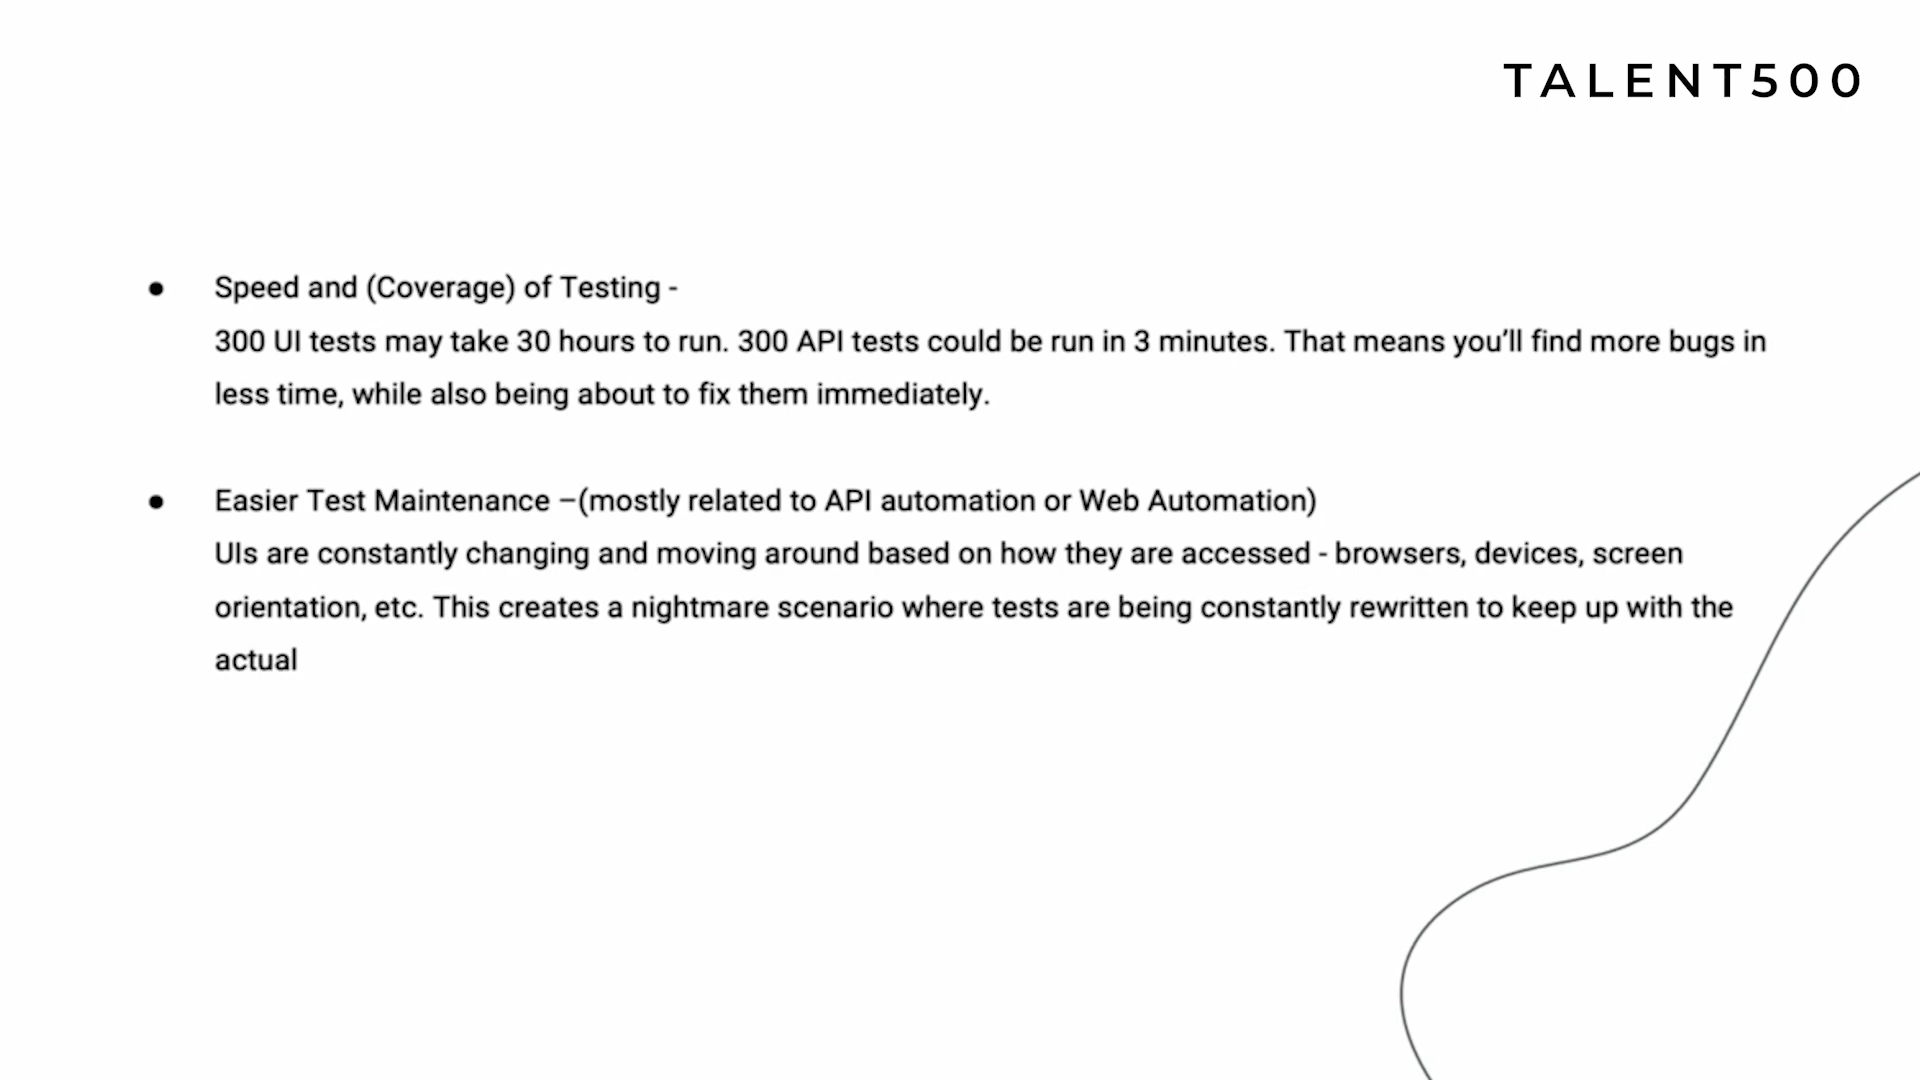 TALENT500
● Speed and (Coverage) of Testing -
300 UI tests may take 30 hours to run. 300 API tests could be run in 3 minutes. That means you’ll find more bugs in
less time, while also being about to fix them immediately.
● Easier Test Maintenance –(mostly related to API automation or Web Automation)
UIs are constantly changing and moving around based on how they are accessed - browsers, devices, screen
orientation, etc. This creates a nightmare scenario where tests are being constantly rewritten to keep up with the
actual